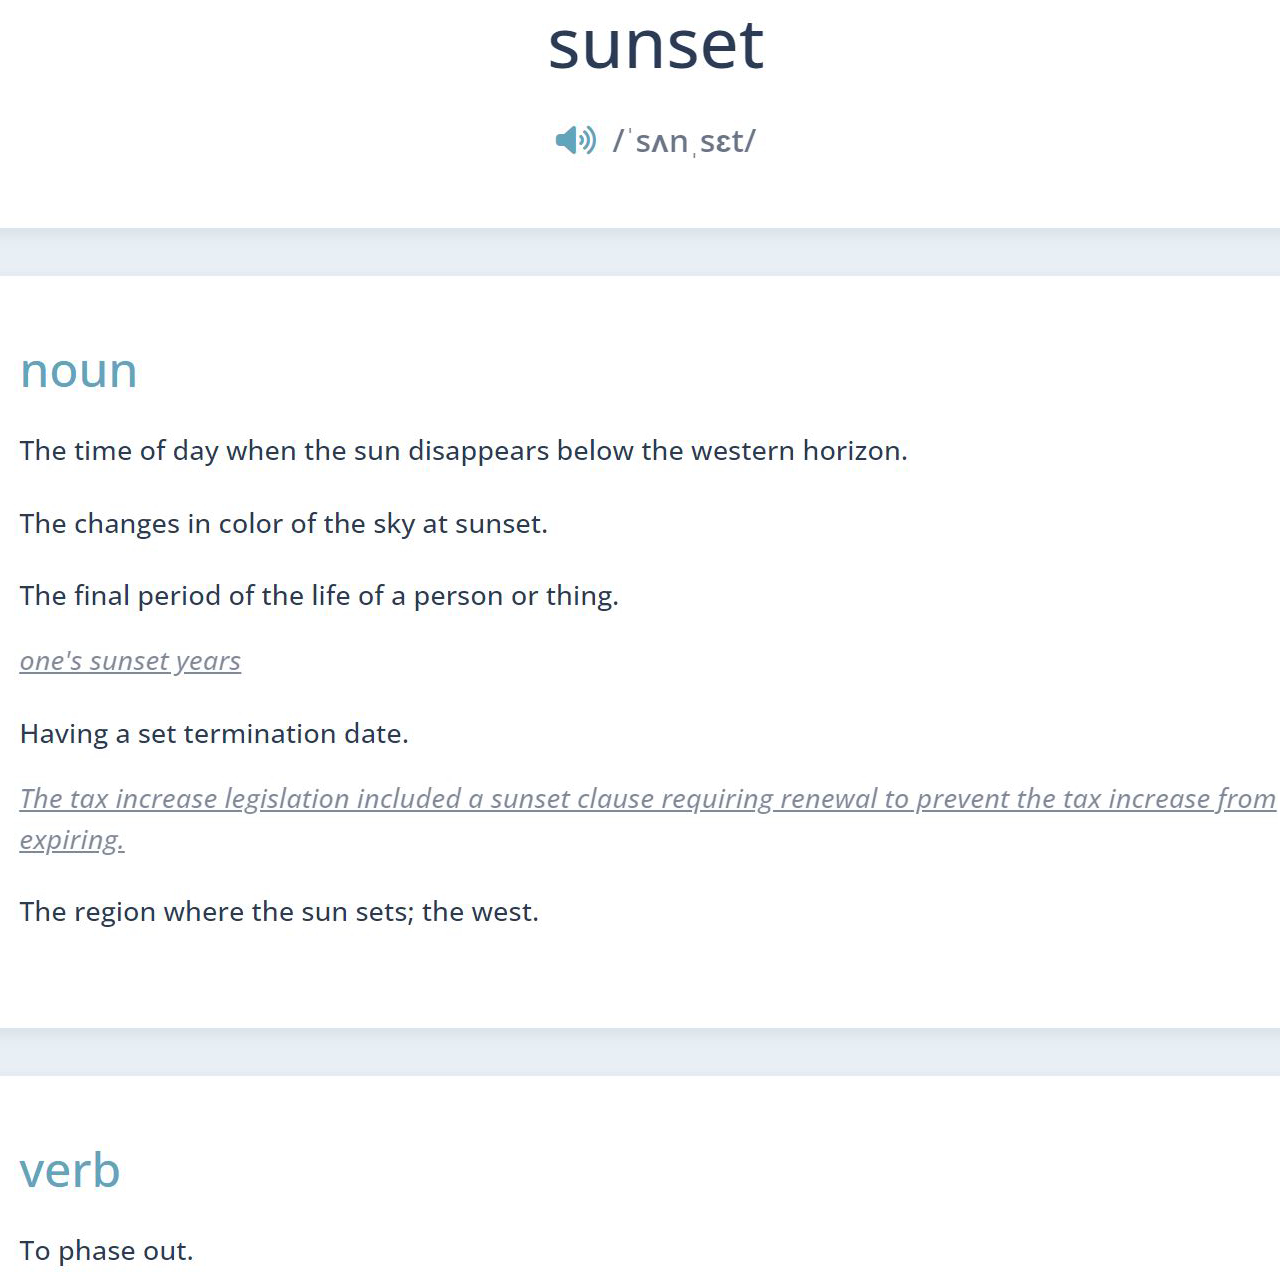 sunset
/ˈsʌnˌsɛt/
noun
The time of day when the sun disappears below the western horizon.
The changes in color of the sky at sunset.
The final period of the life of a person or thing.
one's sunset years
Having a set termination date.
The tax increase legislation included a sunset clause requiring renewal to prevent the tax increase from
expiring.
The region where the sun sets; the west.
verb
To phase out.